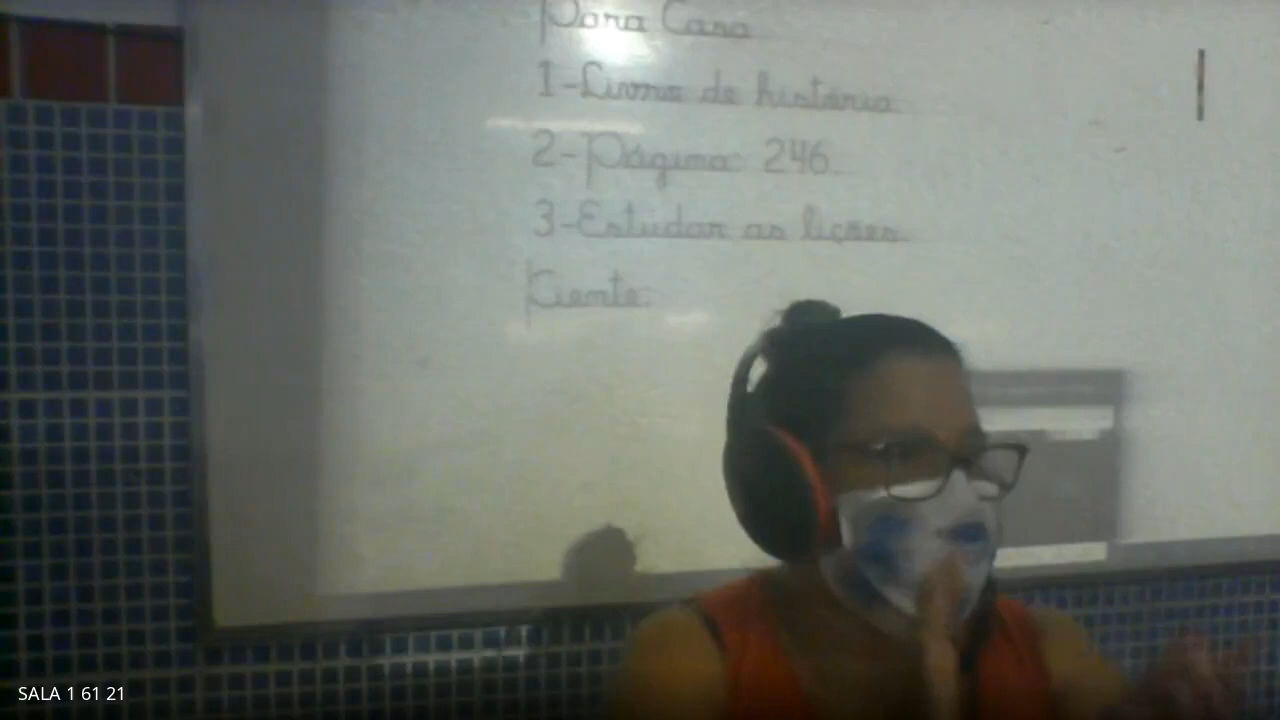 Para Casa
1-Livro de história
2-Página: 246.
3-Estudar as lições.
Ciente:
SALA 1 61 21